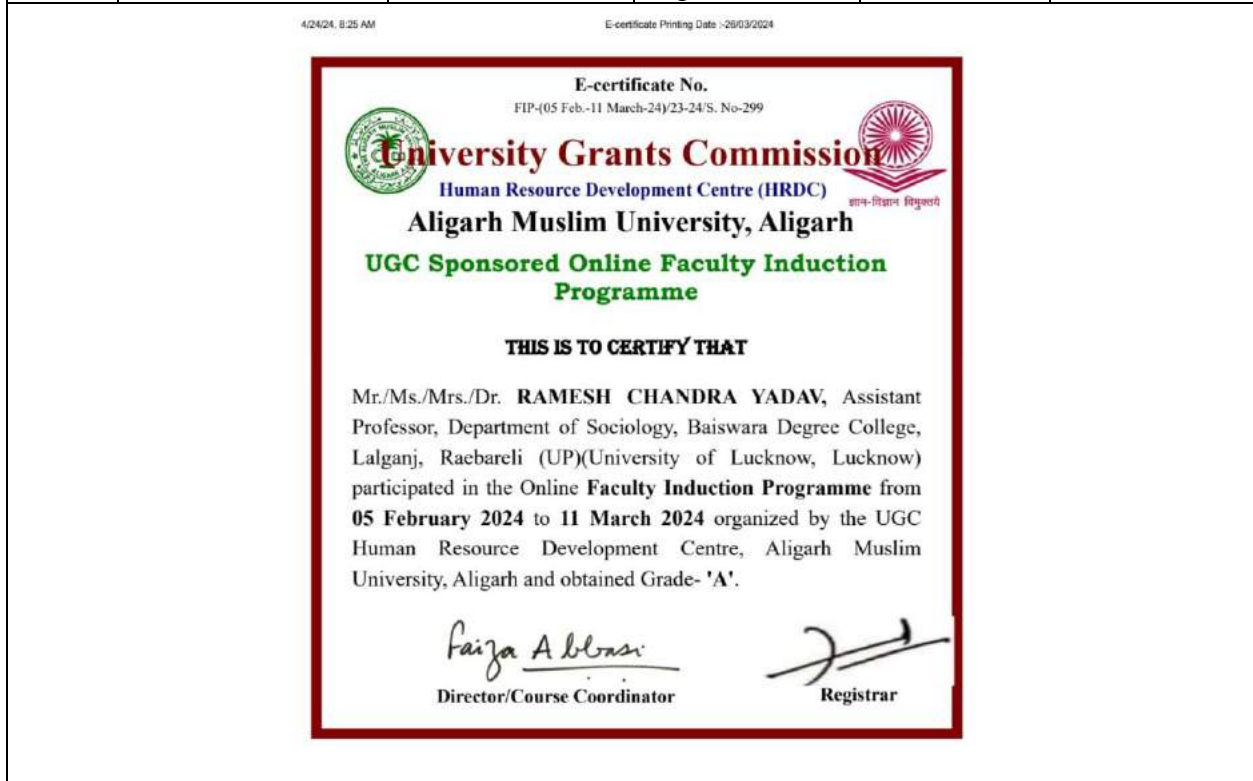 4/24/24, 8:25 AM
E-certificate Printing Date :-26/03/2024
E-certificate No.
FIP-(05 Feb.-11 March-24)/23-24/S. No-299
University Grants Commission
Human Resource Development Centre (HRDC)
ज्ञान-विज्ञान विमुक्तये
Aligarh Muslim University, Aligarh
UGC Sponsored Online Faculty Induction
Programme
THIS IS TO CERTIFY THAT
Mr./Ms./Mrs./Dr. RAMESH CHANDRA YADAV, Assistant
Professor, Department of Sociology, Baiswara Degree College,
Lalganj, Raebareli (UP)(University of Lucknow, Lucknow)
participated in the Online Faculty Induction Programme from
05 February 2024 to 11 March 2024 organized by the UGC
Human Resource Development Centre, Aligarh Muslim
University, Aligarh and obtained Grade- 'A'.
Faiza Abbasi
Director/Course Coordinator
Registrar